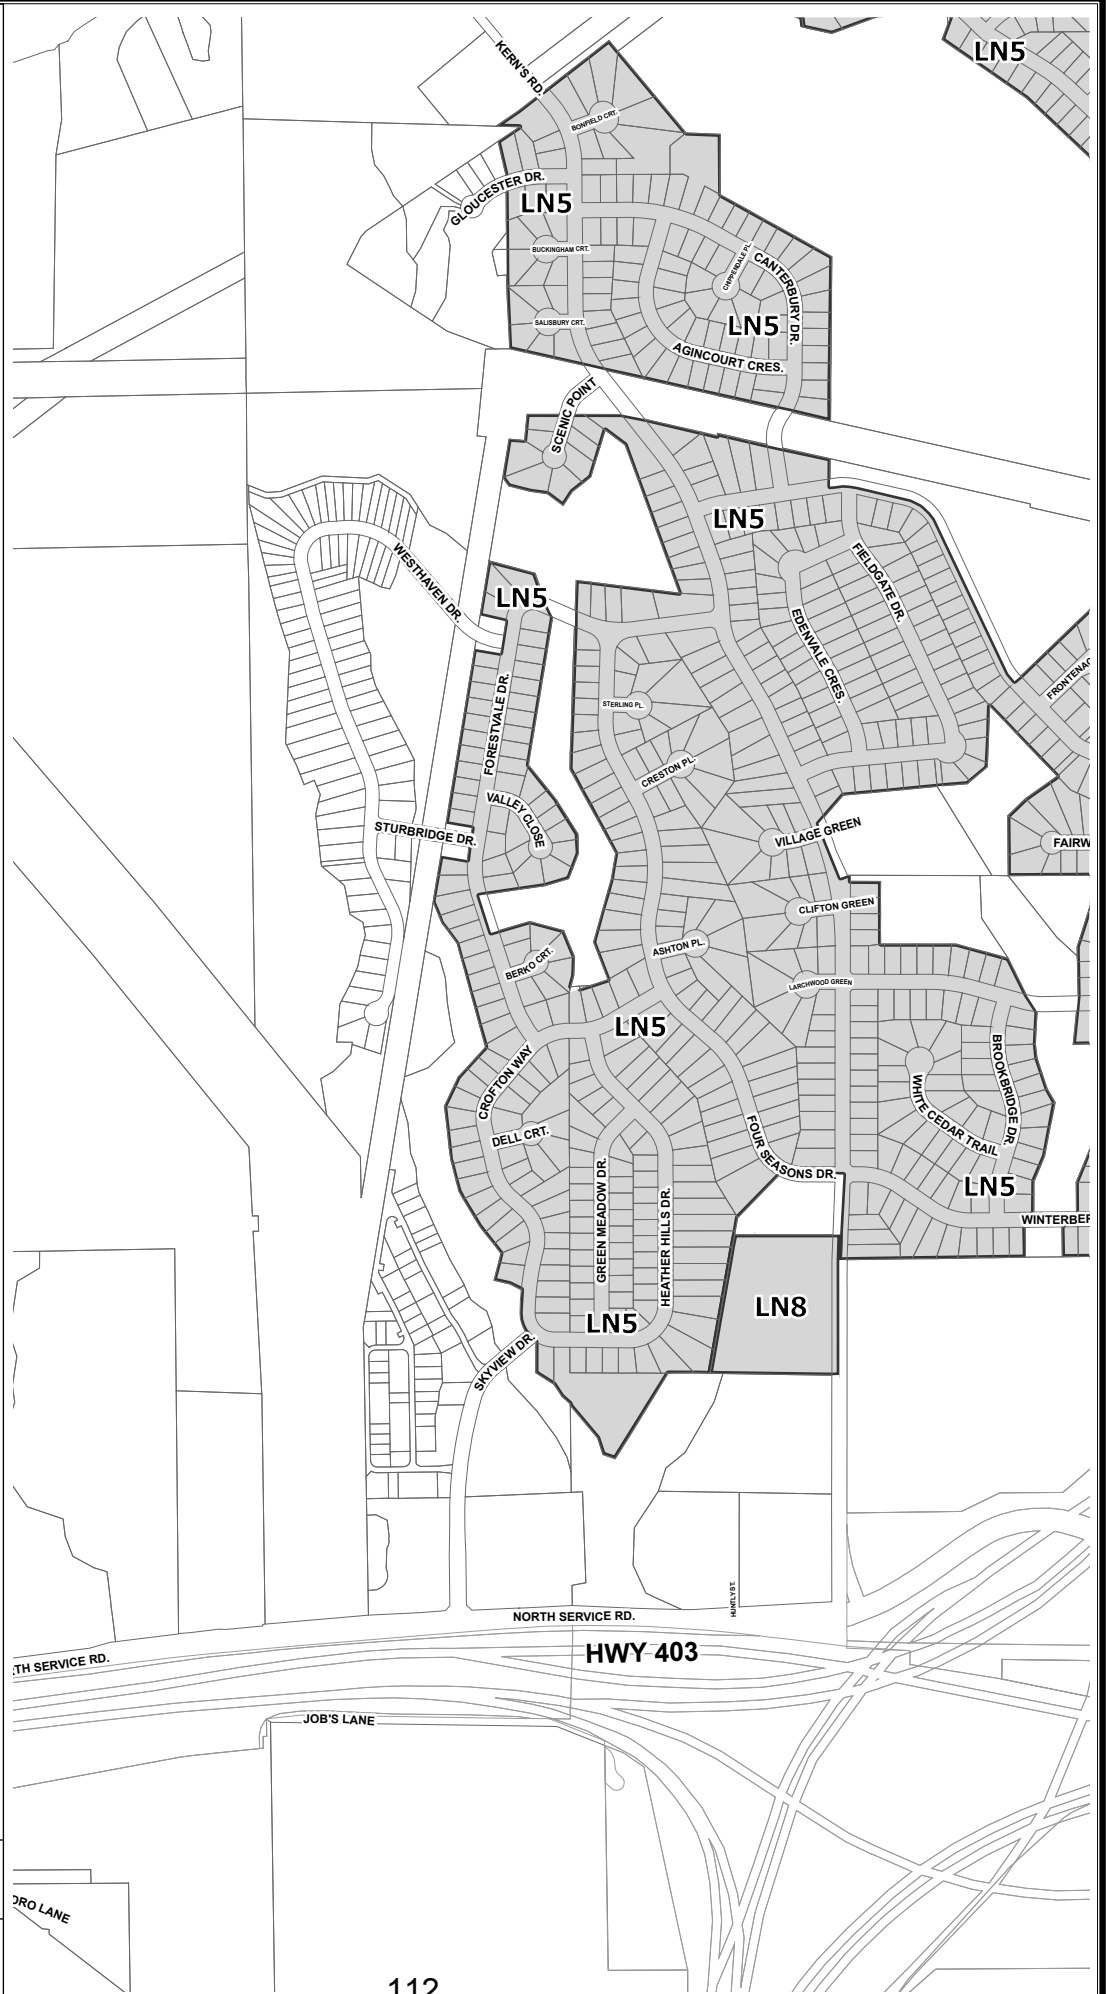 KERN'S RD.
LN5
BONFIELD CRT.
GLOUCESTER DR.
LN5
BUCKINGHAM CRT.
CHIPPENDALE PL.
CANTERBURY DR.
SALISBURY CRT.
LN5
AGINCOURT CRES.
SCENIC POINT
LN5
WESTHAVEN DR.
FIELDGATE DR.
LN5
EDENVALE CRES.
FORESTVALE DR.
STERLING PL.
CRESTON PL.
VALLEY CLOSE
STURBRIDGE DR.
VILLAGE GREEN
FAIRW
CLIFTON GREEN
ASHTON PL.
BERKO CRT.
LARCHWOOD GREEN
LN5
CROFTON WAY
BROOKBRIDGE DR.
WHITE CEDAR TRAIL
DELL CRT.
FOUR SEASONS DR.
LN5
GREEN MEADOW DR.
HEATHER HILLS DR.
WINTERBER
LN8
LN5
SKYVIEW DR.
HUNTLY ST.
NORTH SERVICE RD.
HWY 403
TH SERVICE RD.
JOB'S LANE
ORO LANE
112